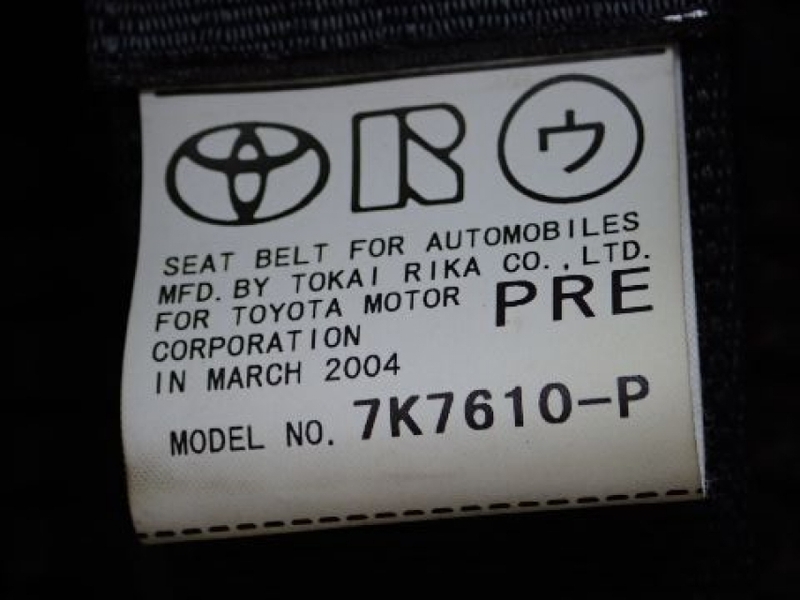 R ウ
SEAT BELT FOR AUTOMOBILES
MFD. BY TOKAI RIKA CO., LTD.
FOR TOYOTA MOTOR PRE
CORPORATION
IN MARCH 2004
MODEL NO. 7K7610-P